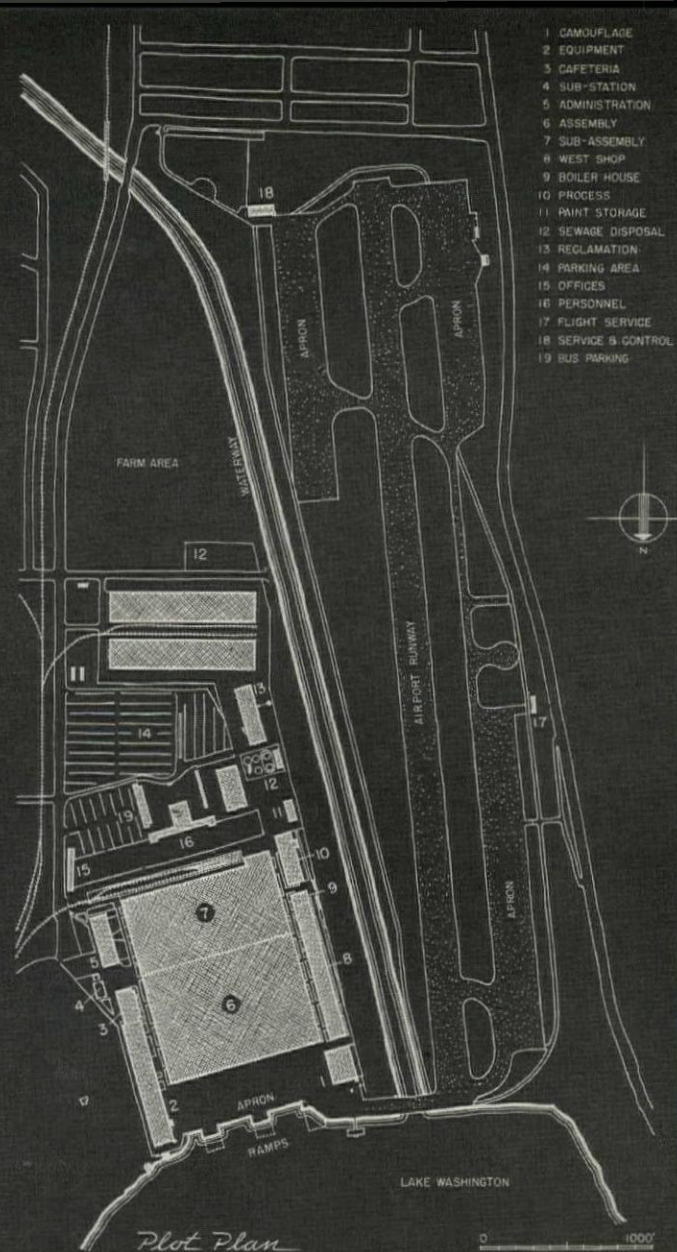 1 CAMOUFLAGE
2 EQUIPMENT
3 CAFETERIA
4 SUB-STATION
5 ADMINISTRATION
6 ASSEMBLY
7 SUB-ASSEMBLY
8 WEST SHOP
9 BOILER HOUSE
10 PROCESS
11 PAINT STORAGE
12 SEWAGE DISPOSAL
13 RECLAMATION
14 PARKING AREA
15 OFFICES
16 PERSONNEL
17 FLIGHT SERVICE
18 SERVICE & CONTROL
19 BUS PARKING
18
APRON
APRON
FARM AREA
WATERWAY
N
12
AIRPORT RUNWAY
13
14
17
12
19
11
16
15
10
9
7
APRON
5
8
4
6
3
1
2
APRON
RAMPS
LAKE WASHINGTON
Plot Plan
0 1000'